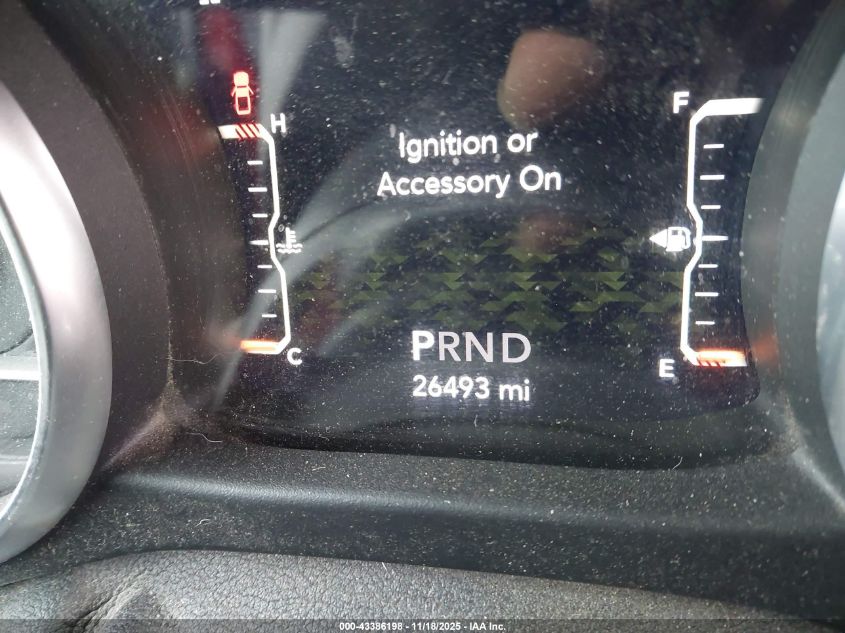 H
F
Ignition or
Accessory On
PRND
C
E
26493 mi
000-43386198 - 11/18/2025 - IAA Inc.